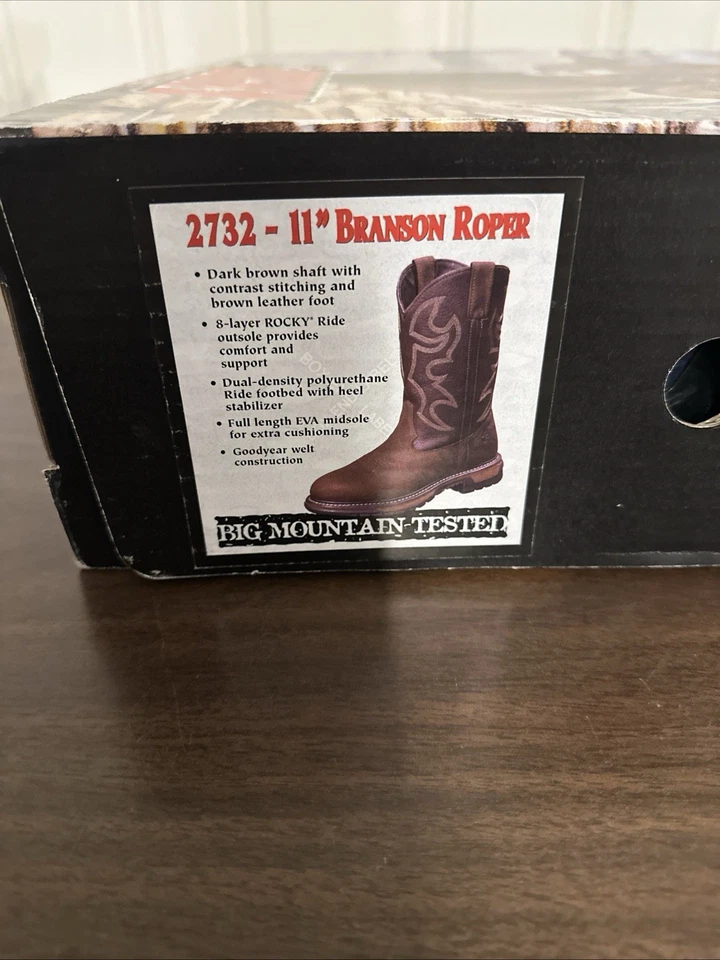 2732 - 11" BRANSON ROPER
• Dark brown shaft with
contrast stitching and
brown leather foot
• 8-layer ROCKY® Ride
outsole provides
comfort and
support
• Dual-density polyurethane
Ride footbed with heel
stabilizer
• Full length EVA midsole
for extra cushioning
• Goodyear welt
construction
BIG MOUNTAIN TESTED